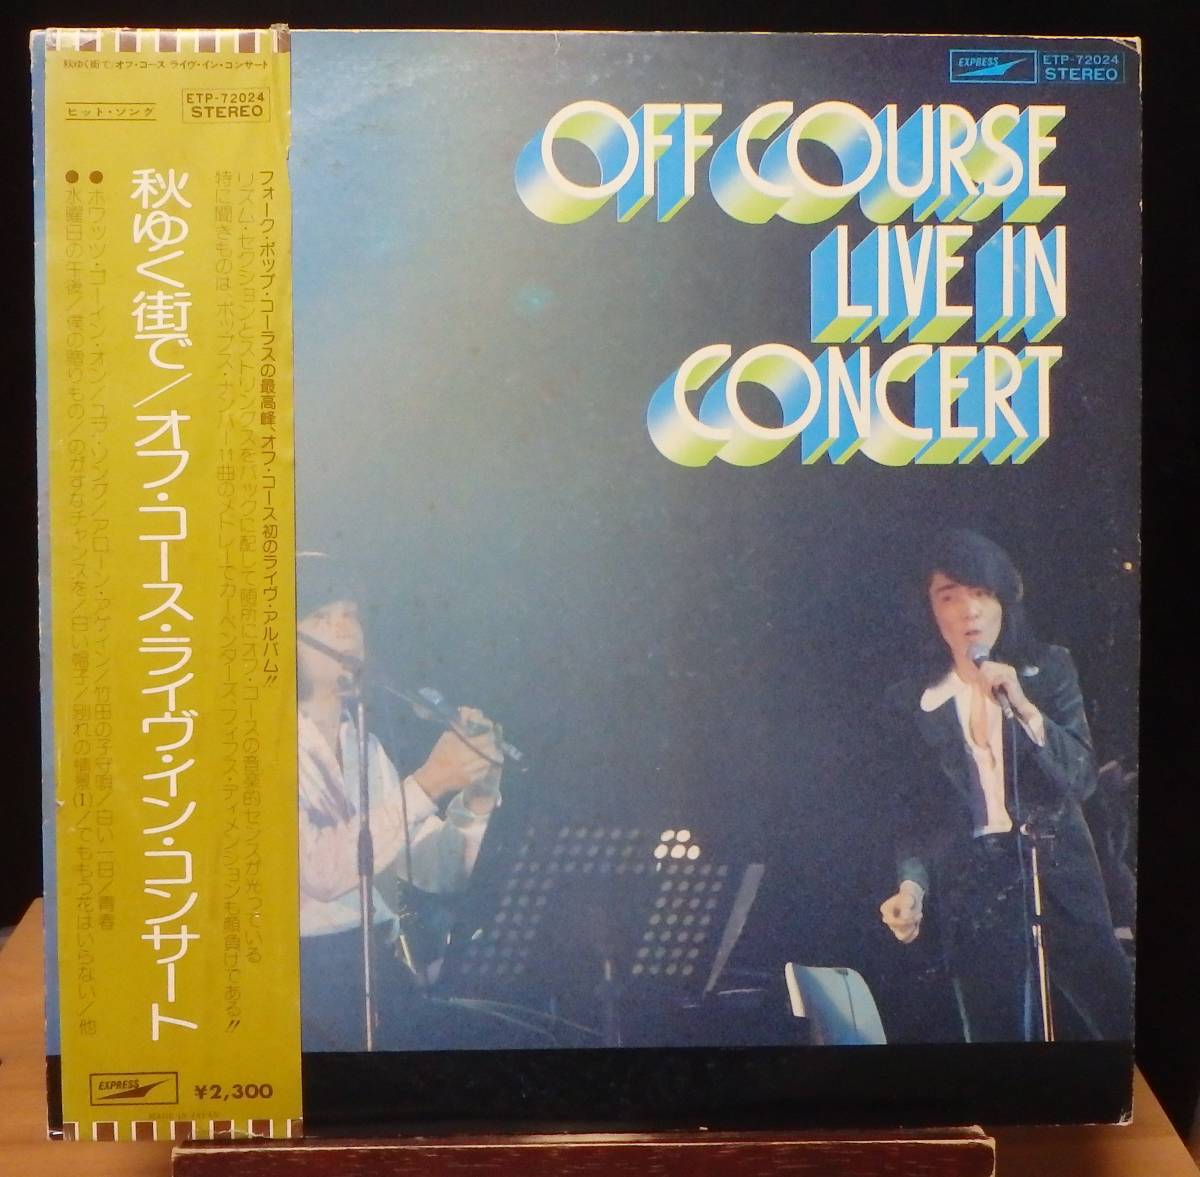 秋ゆく街で/オフ・コース ライヴ・イン・コンサート
ヒット・ソング
ETP-72024
STEREO
フォーク・ポップ・コーラスの最高峰、オフ・コース初のライヴ・アルバム!!
リズム・セクションとストリングスをバックに配して随所にオフ・コースの音楽的センスが光っている
特に聞きものは、ポップス・ナンバー11曲のメドレーでカーペンターズ、フィフス・ディメンションも顔負けである!!
秋ゆく街で/オフ・コース・ライヴ・イン・コンサート
●ホワッツ・ゴーイン・オン/ユア・ソング/アローン・アゲイン/竹田の子守唄/白い一日/青春
●水曜日の午後/僕の贈りもの/のがすなチャンスを/白い帽子/別れの情景(1)/でももう花はいらない/他
EXPRESS
¥2,300
MADE IN JAPAN
EXPRESS
ETP-72024
STEREO
OFF COURSE
LIVE IN
CONCERT